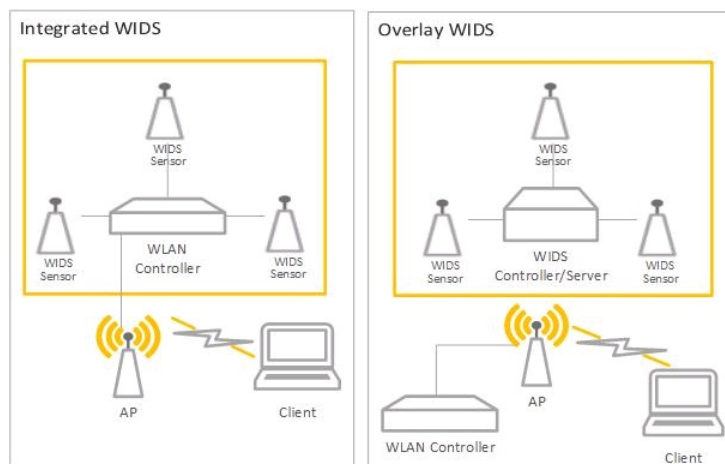 Integrated WIDS
WIDS
Sensor
WIDS
Sensor
WLAN
Controller
WIDS
Sensor
AP
Client
Overlay WIDS
WIDS
Sensor
WIDS
Sensor
WIDS
Controller/Server
WIDS
Sensor
AP
WLAN Controller
Client